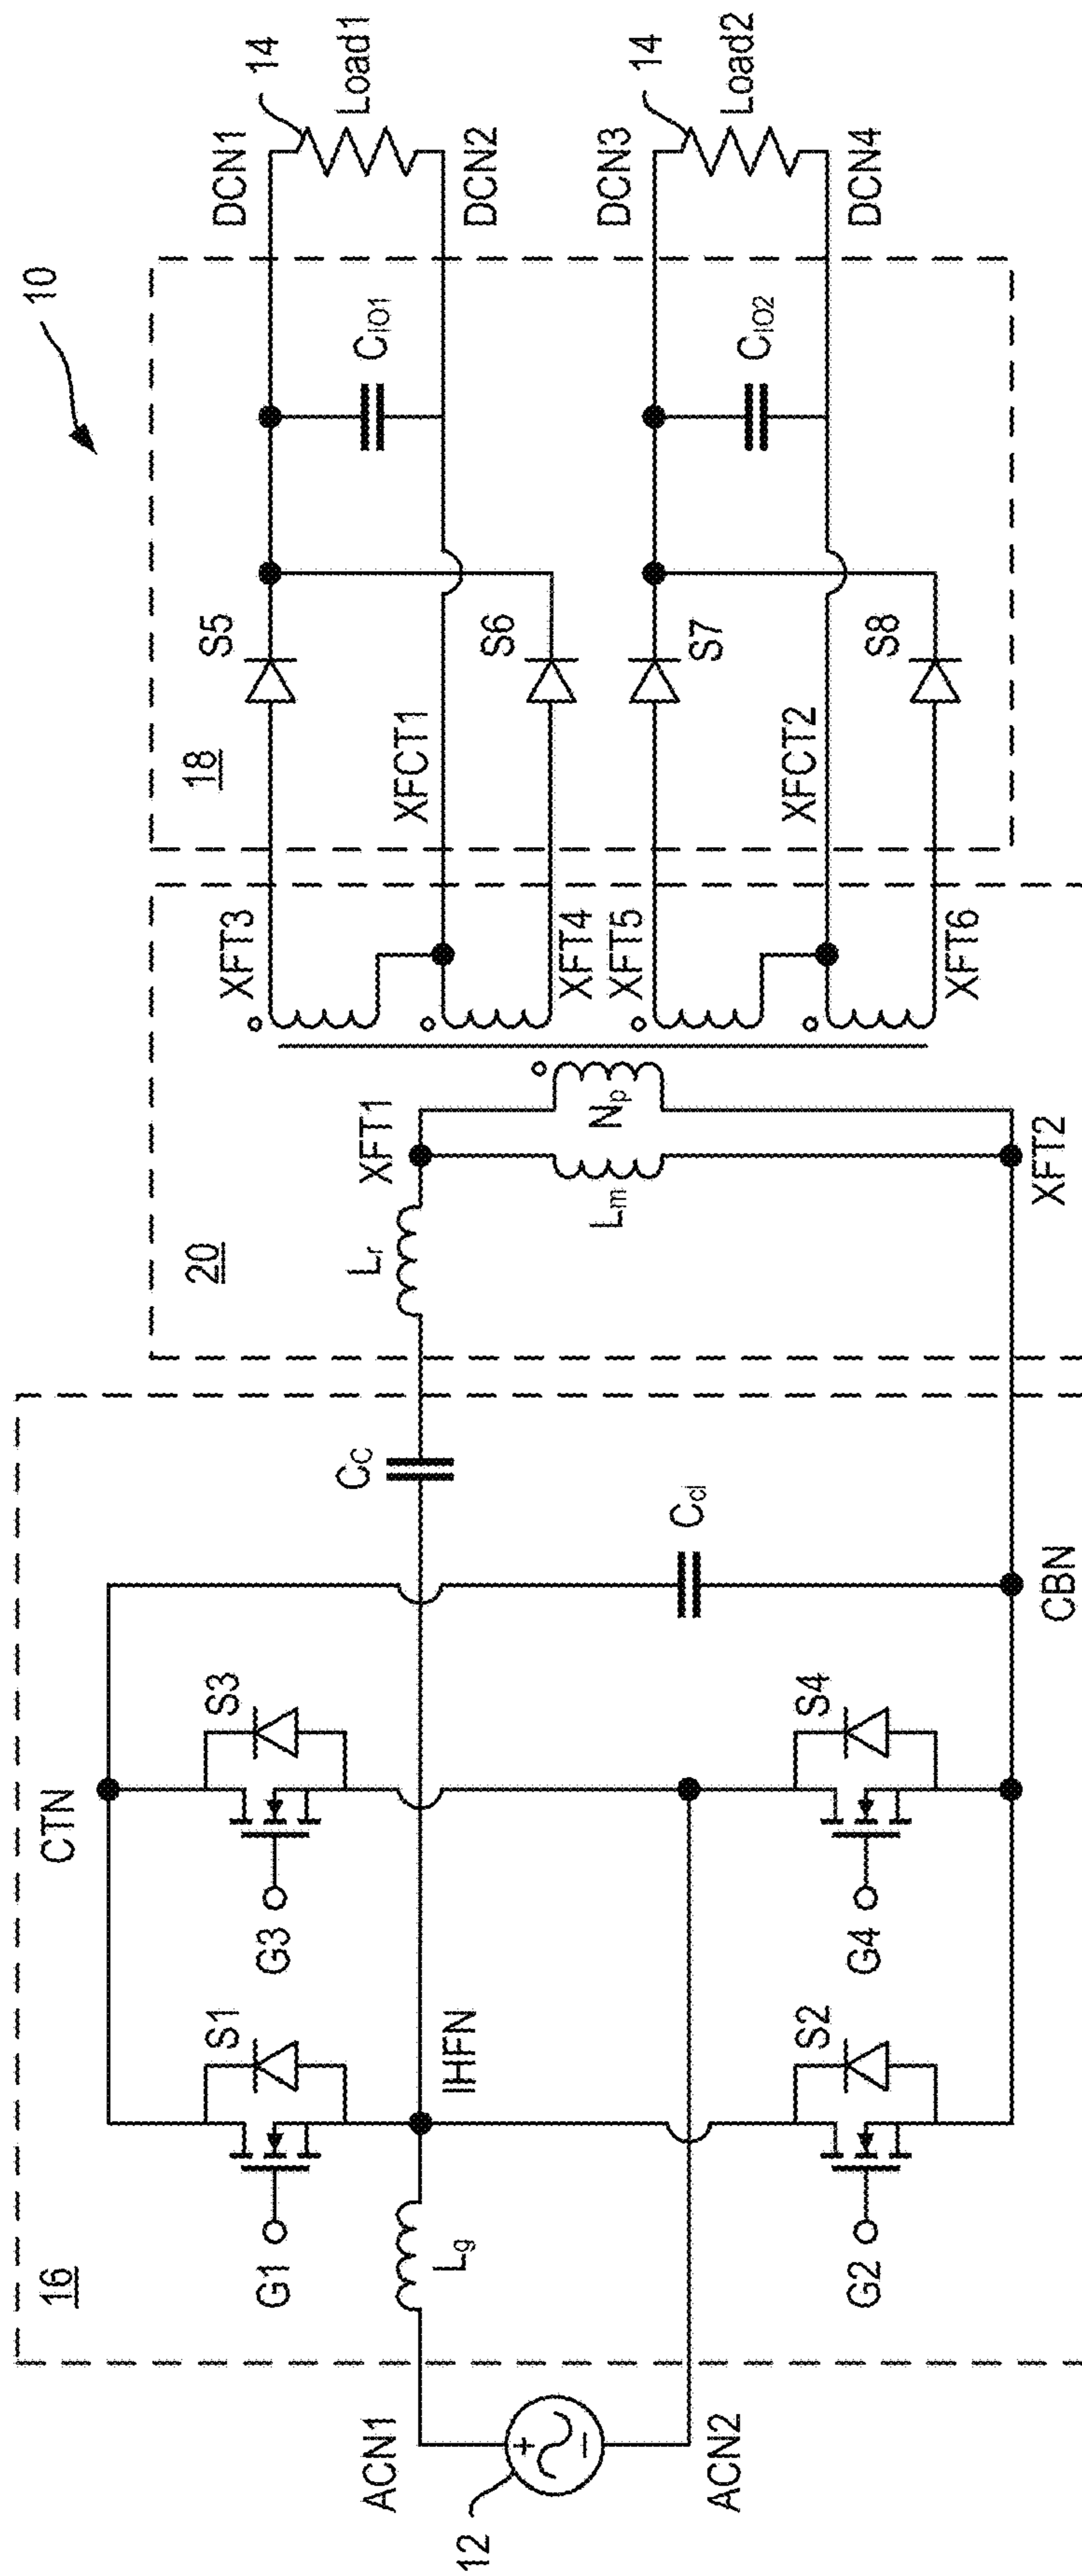 10
16
20
18
CTN
G1
S1
G3
S3
ACN1
12
ACN2
Lg
IHFN
CC
Ccl
G2
S2
G4
S4
CBN
Lr
XFT1
Lm
Np
XFT2
XFT3
XFCT1
XFT4
XFT5
XFCT2
XFT6
S5
S6
S7
S8
CIO1
CIO2
DCN1
14
Load1
DCN2
DCN3
14
Load2
DCN4